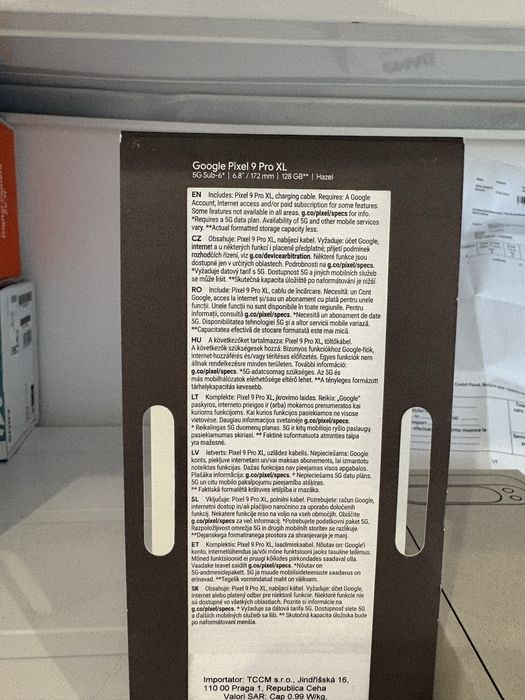 Google Pixel 9 Pro XL
5G Sub-6* | 6.8" / 172 mm | 128 GB** | Hazel
EN Includes: Pixel 9 Pro XL, charging cable. Requires: A Google
Account, Internet access and/or paid subscription for some features.
Some features not available in all areas. g.co/pixel/specs for info.
*Requires a 5G data plan. Availability of 5G and other mobile services
vary. **Actual formatted storage capacity less.
CZ Obsahuje: Pixel 9 Pro XL, nabíjecí kabel. Vyžaduje: účet Google,
internet a u některých funkcí i placené předplatné; přijetí podmínek
rozhodčích řízení, viz g.co/devicearbitration. Některé funkce jsou
dostupné jen v určitých oblastech. Podrobnosti na g.co/pixel/specs.
*Vyžaduje datový tarif s 5G. Dostupnost 5G a jiných mobilních služeb
se může lišit. **Skutečná kapacita úložiště po naformátování je nižší.
RO Include: Pixel 9 Pro XL, cablu de încărcare. Necesită: un Cont
Google, acces la internet și/sau un abonament cu plată pentru unele
funcții. Unele funcții nu sunt disponibile în toate regiunile. Pentru
informații, consultă g.co/pixel/specs. *Necesită un abonament de date
5G. Disponibilitatea tehnologiei 5G și a altor servicii mobile variază.
**Capacitatea efectivă de stocare formatată este mai mică.
HU A következőket tartalmazza: Pixel 9 Pro XL, töltőkábel.
A következők szükségesek hozzá: Bizonyos funkciókhoz Google-fiók,
internet-hozzáférés és/vagy térítéses előfizetés. Egyes funkciók nem
állnak rendelkezésre minden területen. További információ:
g.co/pixel/specs. *5G-adatcsomag szükséges. Az 5G és
más mobilhálózatok elérhetősége eltérő lehet. **A tényleges formázott
tárhelykapacitás kevesebb.
LT Komplekte: Pixel 9 Pro XL, įkrovimo laidas. Reikia: „Google"
paskyros, interneto prieigos ir (arba) mokamos prenumeratos kai
kurioms funkcijoms. Kai kurios funkcijos pasiekiamos ne visose
vietovėse. Daugiau informacijos svetainėje g.co/pixel/specs.
* Reikalingas 5G duomenų planas. 5G ir kitų mobiliojo ryšio paslaugų
pasiekiamumas skiriasi. ** Faktinė suformatuota atminties talpa
yra mažesnė.
LV Ietverts: Pixel 9 Pro XL, uzlādes kabelis. Nepieciešams: Google
konts, piekļuve internetam un/vai maksas abonements, lai izmantotu
noteiktas funkcijas. Dažas funkcijas nav pieejamas visos apgabalos.
Plašāka informācija: g.co/pixel/specs. * Nepieciešams 5G datu plāns.
5G un citu mobilo pakalpojumu pieejamība atšķiras.
** Faktiskā formatētā krātuves ietilpība ir mazāka.
SL Vključuje: Pixel 9 Pro XL, polnilni kabel. Potrebujete: račun Google,
internetni dostop in/ali plačljivo naročnino za uporabo določenih
funkcij. Nekatere funkcije niso na voljo na vseh območjih. Obiščite
g.co/pixel/specs za več informacij. *Potrebujete podatkovni paket 5G.
Razpoložljivost omrežja 5G in drugih mobilnih storitev se razlikuje.
**Dejanskega formatiranega prostora za shranjevanje je manj.
ET Komplektis: Pixel 9 Pro XL, laadimiskaabel. Nõutav on: Google'i
konto, internetiühendus ja/või mõne funktsiooni jaoks tasuline tellimus.
Mõned funktsioonid ei pruugi kõikides piirkondades saadaval olla.
Vaadake teavet saidilt g.co/pixel/specs. *Nõutav on
5G-andmesidepakett. 5G ja muude mobiilsideteenuste saadavus on
erinevad. **Tegelik vormindatud maht on väiksem.
SK Obsahuje: Pixel 9 Pro XL, nabíjací kábel. Vyžaduje: účet Google,
internet alebo platený odber pre niektoré funkcie. Niektoré funkcie nie
sú dostupné vo všetkých oblastiach. Pozrite si informácie na
g.co/pixel/specs. * Vyžaduje sa dátová tarifa 5G. Dostupnosť siete 5G
a ďalších mobilných služieb sa líši. ** Skutočná kapacita úložiska bude
po naformátovaní menšia.
Importator: TCCM s.r.o., Jindřišská 16,
110 00 Praga 1, Republica Ceha
Valori SAR: Cap 0.99 W/kg,